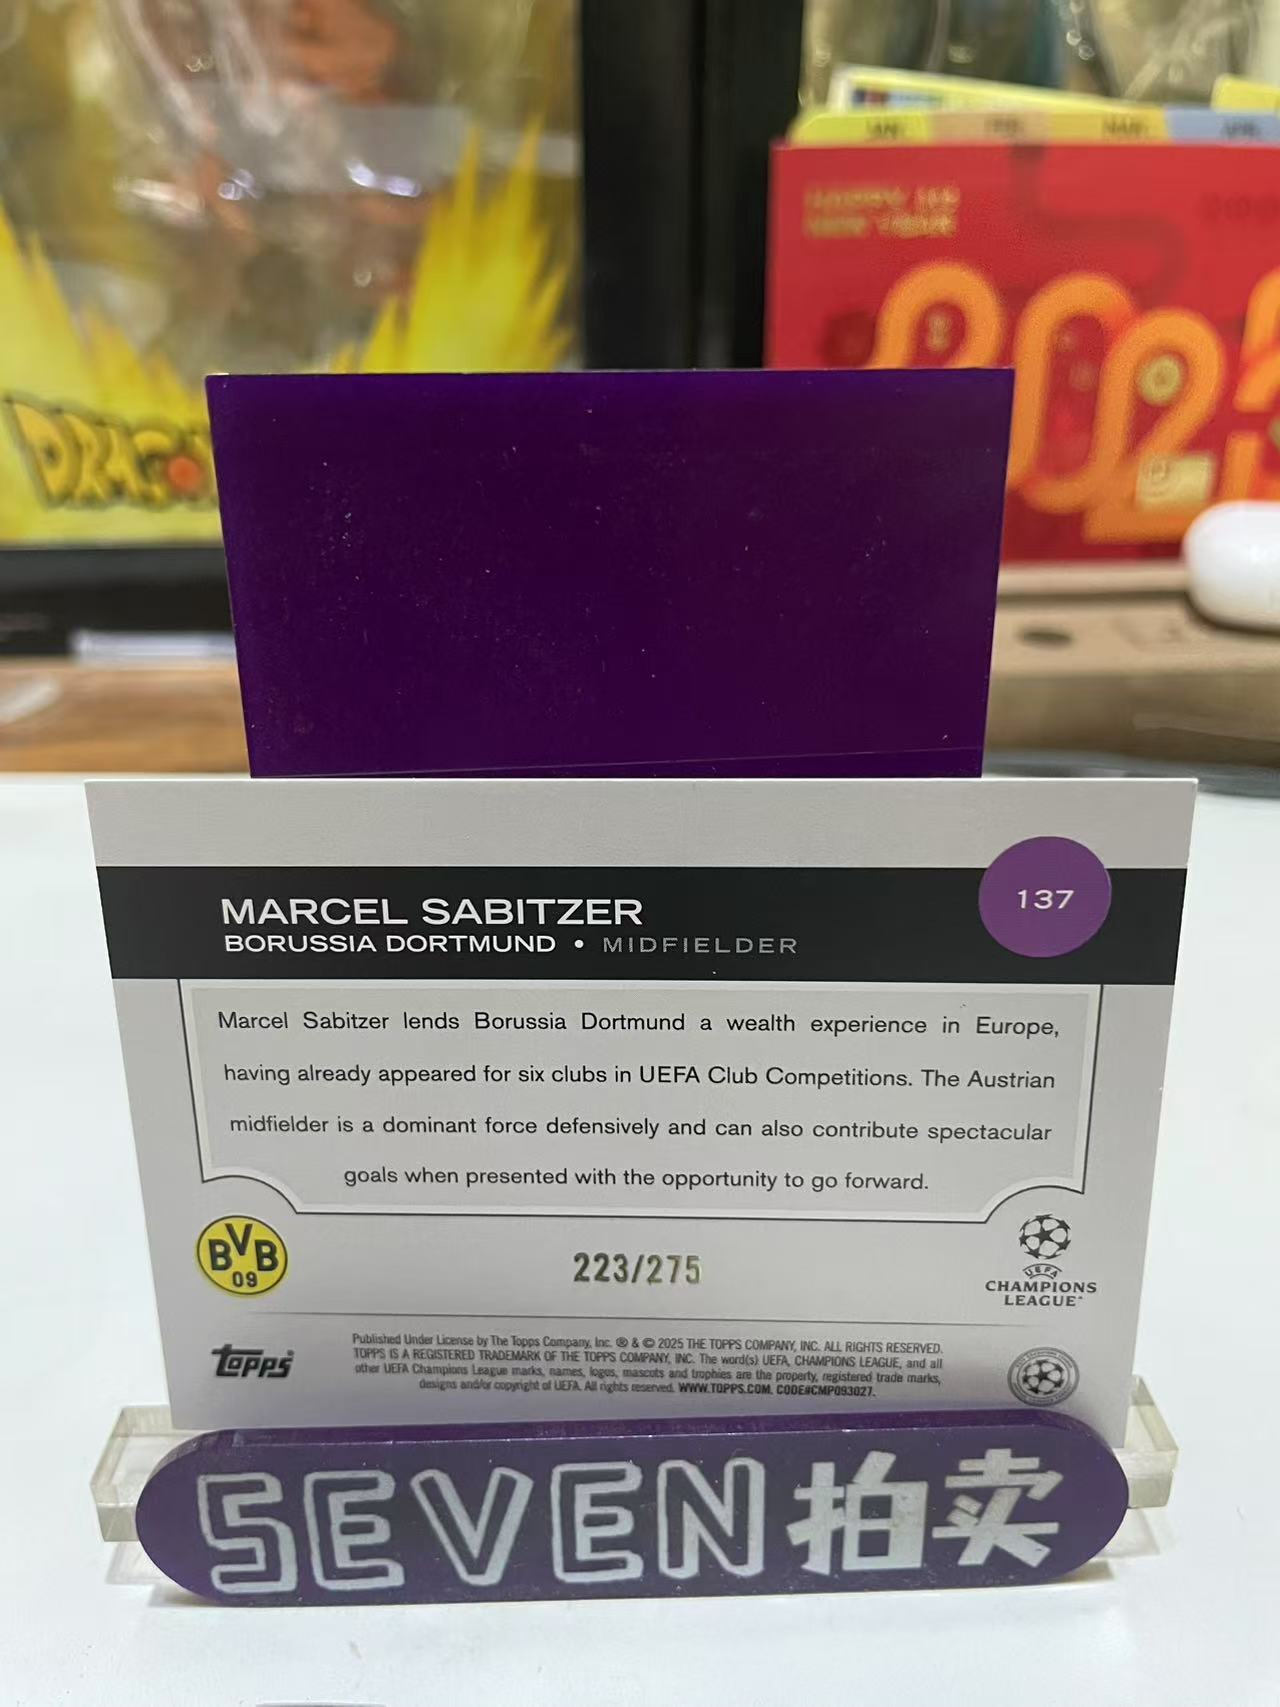 DRAGO
MARCEL SABITZER
BORUSSIA DORTMUND • MIDFIELDER
137
Marcel Sabitzer lends Borussia Dortmund a wealth experience in Europe,
having already appeared for six clubs in UEFA Club Competitions. The Austrian
midfielder is a dominant force defensively and can also contribute spectacular
goals when presented with the opportunity to go forward.
BVB
09
223/275
UEFA
CHAMPIONS
LEAGUE
Topps
Published Under License by The Topps Company, Inc. ® & © 2025 THE TOPPS COMPANY, INC. ALL RIGHTS RESERVED.
TOPPS IS A REGISTERED TRADEMARK OF THE TOPPS COMPANY, INC. The word(s) UEFA, CHAMPIONS LEAGUE, and all
other UEFA Champions League marks, names, logos, mascots and trophies are the property, registered trade marks,
designs and/or copyright of UEFA. All rights reserved. WWW.TOPPS.COM. CODE#CMP093027.
SEVEN拍卖